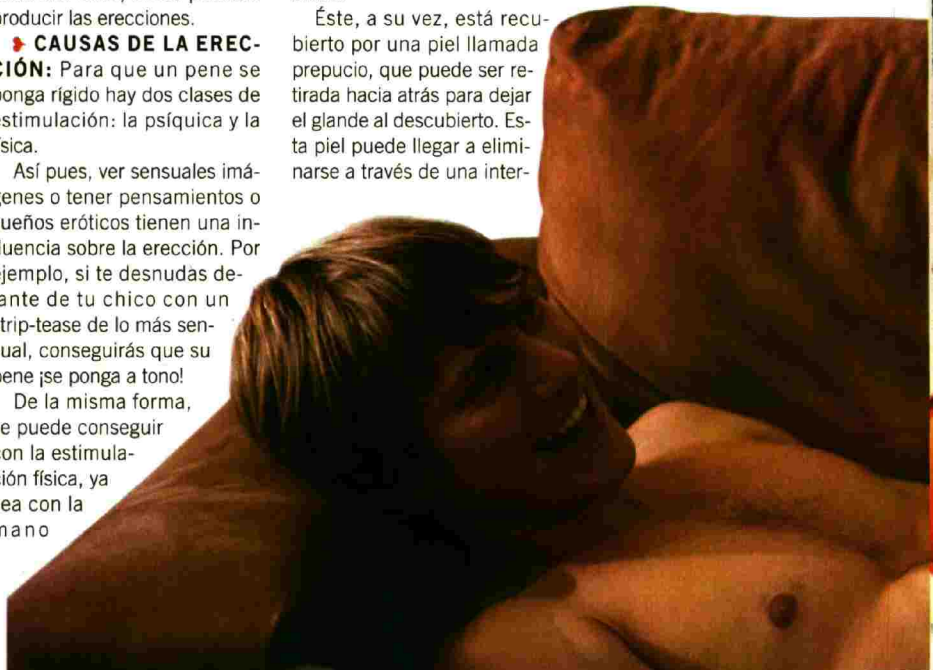 producir las erecciones.
CAUSAS DE LA EREC-
CIÓN: Para que un pene se
ponga rígido hay dos clases de
estimulación: la psíquica y la
ísica.
Así pues, ver sensuales imá-
genes o tener pensamientos o
ueños eróticos tienen una in-
luencia sobre la erección. Por
ejemplo, si te desnudas de-
ante de tu chico con un
trip-tease de lo más sen-
ual, conseguirás que su
pene ¡se ponga a tono!
De la misma forma,
e puede conseguir
con la estimula-
ción física, ya
ea con la
mano
Éste, a su vez, está recu-
bierto por una piel llamada
prepucio, que puede ser re-
tirada hacia atrás para dejar
el glande al descubierto. Es-
ta piel puede llegar a elimi-
narse a través de una inter-